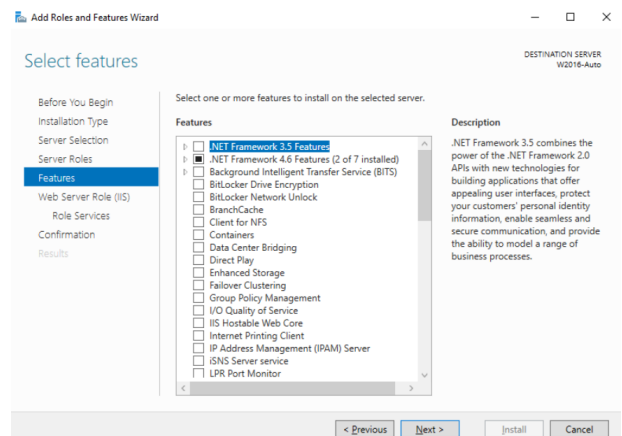 Add Roles and Features Wizard
Select features
DESTINATION SERVER
W2016-Auto
Before You Begin
Installation Type
Server Selection
Server Roles
Features
Web Server Role (IIS)
Role Services
Confirmation
Results
Select one or more features to install on the selected server.
Features
.NET Framework 3.5 Features
.NET Framework 4.6 Features (2 of 7 installed)
Background Intelligent Transfer Service (BITS)
BitLocker Drive Encryption
BitLocker Network Unlock
BranchCache
Client for NFS
Containers
Data Center Bridging
Direct Play
Enhanced Storage
Failover Clustering
Group Policy Management
I/O Quality of Service
IIS Hostable Web Core
Internet Printing Client
IP Address Management (IPAM) Server
iSNS Server service
LPR Port Monitor
Description
.NET Framework 3.5 combines the
power of the .NET Framework 2.0
APIs with new technologies for
building applications that offer
appealing user interfaces, protect
your customers' personal identity
information, enable seamless and
secure communication, and provide
the ability to model a range of
business processes.
< Previous
Next >
Install
Cancel